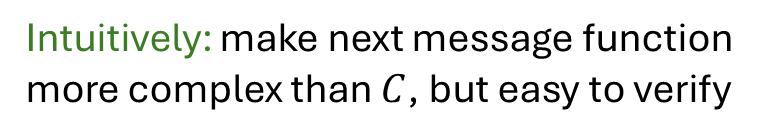 Intuitively: make next message function
more complex than C, but easy to verify